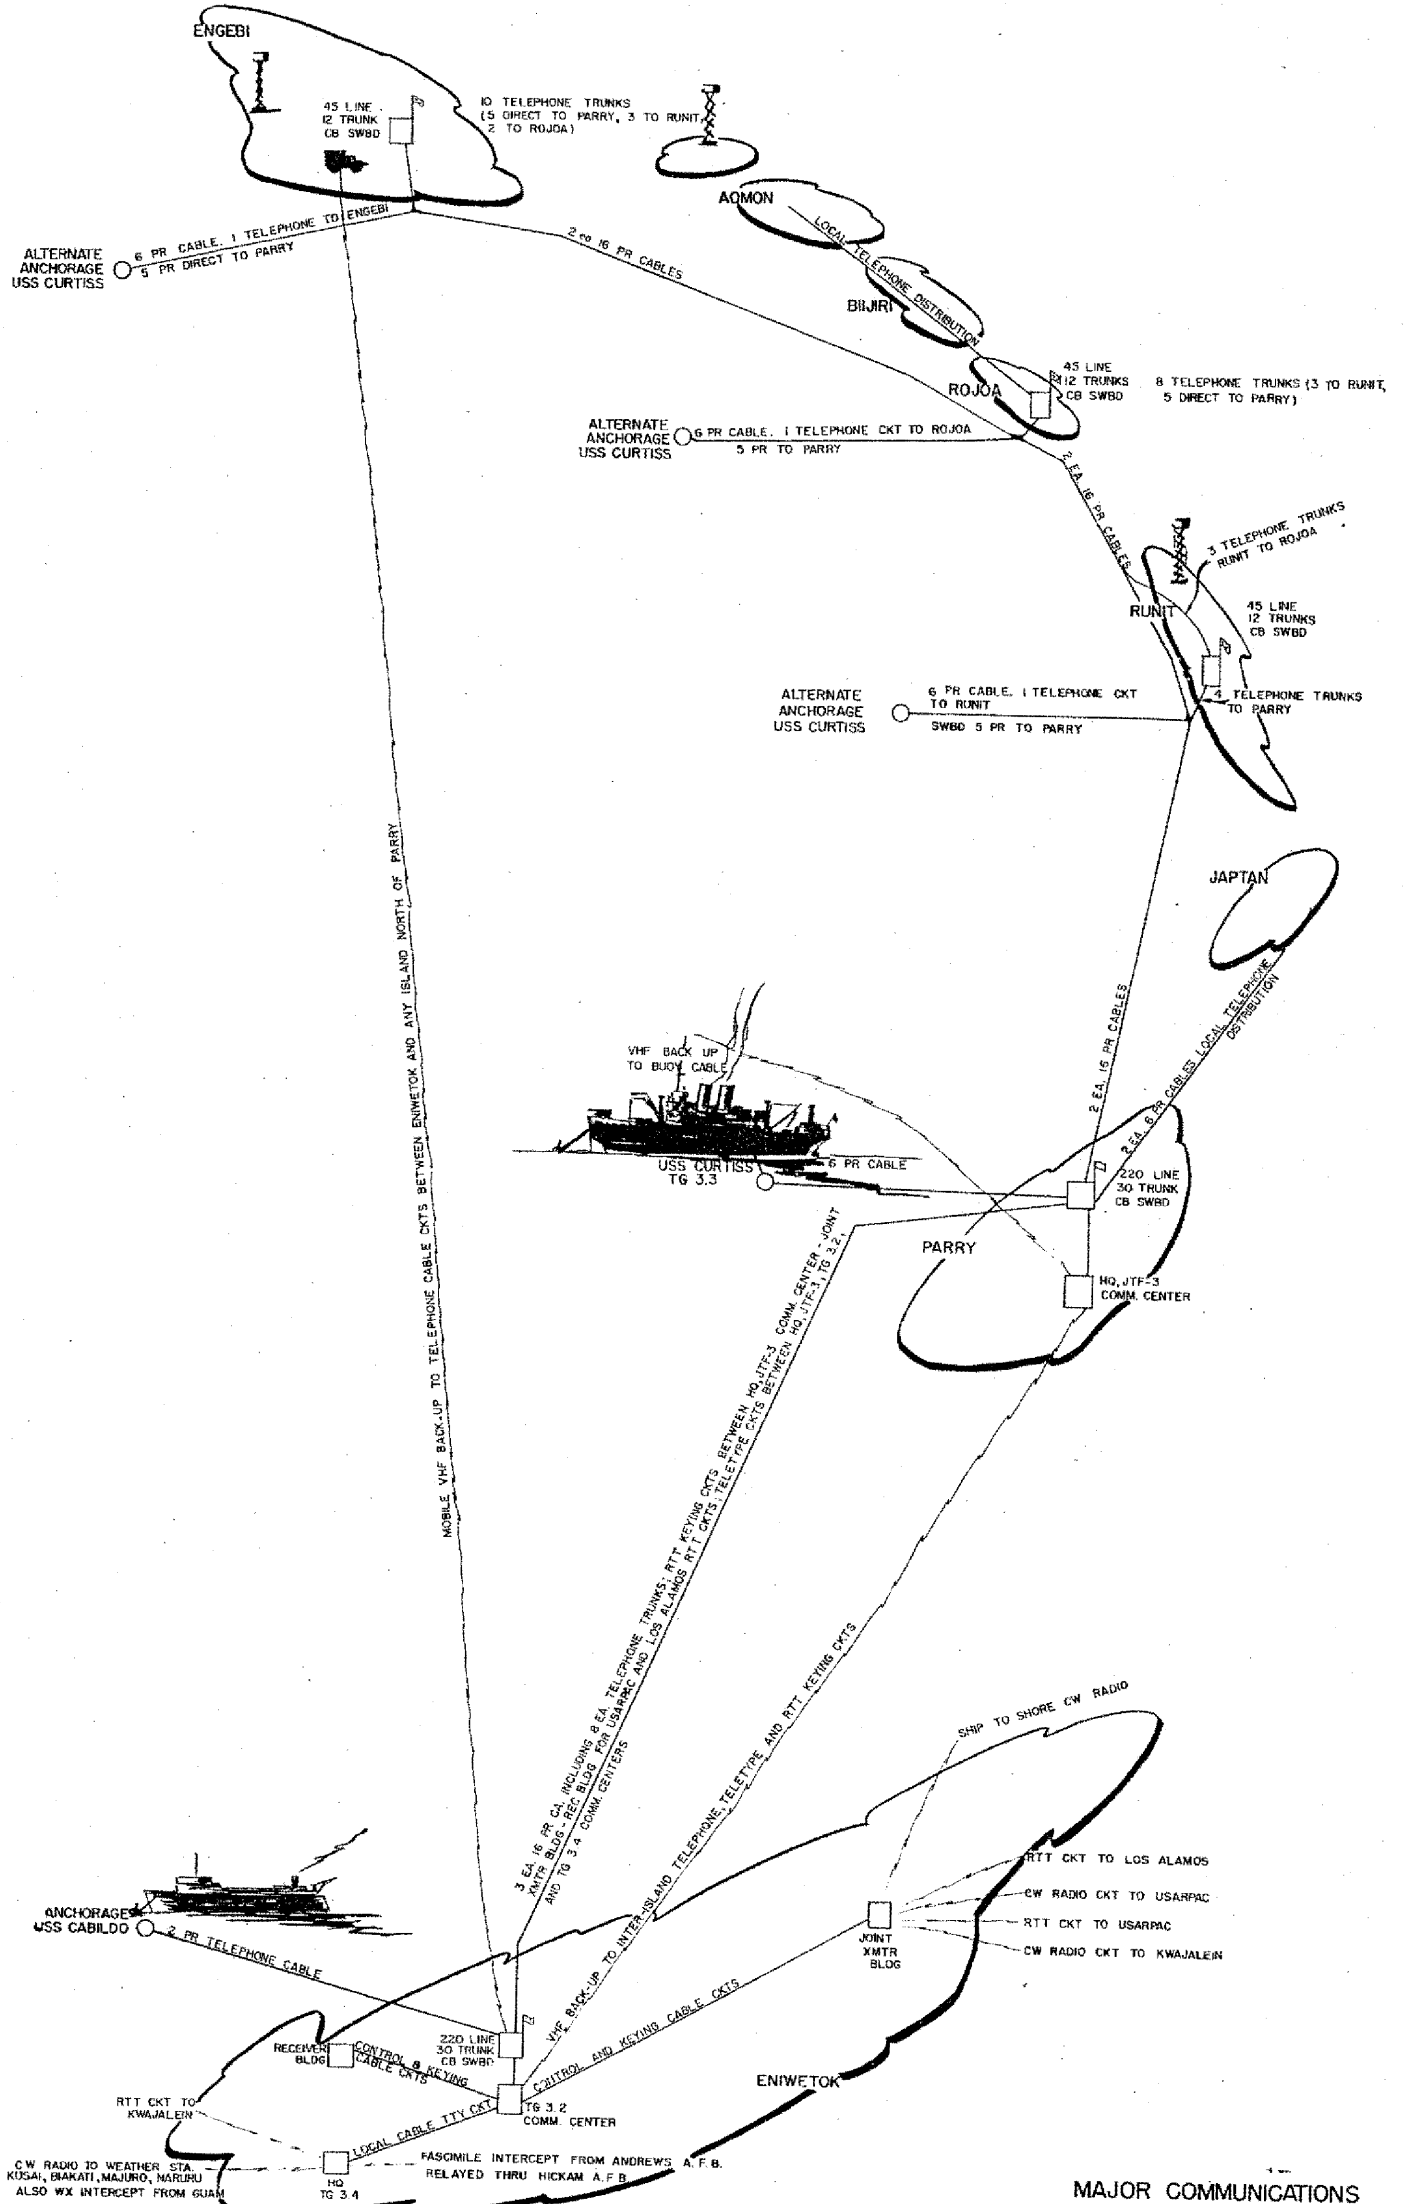 ENGEBI
45 LINE
12 TRUNK
CB SWBD
10 TELEPHONE TRUNKS
(5 DIRECT TO PARRY, 3 TO RUNIT,
2 TO ROJOA)
AOMON
LOCAL TELEPHONE DISTRIBUTION
BIIJIRI
6 PR CABLE. 1 TELEPHONE TO ENGEBI
5 PR DIRECT TO PARRY
ALTERNATE
ANCHORAGE
USS CURTISS
2 ea 16 PR CABLES
ROJOA
45 LINE
12 TRUNKS
CB SWBD
8 TELEPHONE TRUNKS (3 TO RUNIT,
5 DIRECT TO PARRY)
ALTERNATE
ANCHORAGE
USS CURTISS
6 PR CABLE. 1 TELEPHONE CKT TO ROJOA
5 PR TO PARRY
2 EA. 16 PR CABLES
3 TELEPHONE TRUNKS
RUNIT TO ROJOA
RUNIT
45 LINE
12 TRUNKS
CB SWBD
4 TELEPHONE TRUNKS
TO PARRY
ALTERNATE
ANCHORAGE
USS CURTISS
6 PR CABLE. 1 TELEPHONE CKT
TO RUNIT
SWBD 5 PR TO PARRY
JAPTAN
MOBILE VHF BACK-UP TO TELEPHONE CABLE CKTS BETWEEN ENIWETOK AND ANY ISLAND NORTH OF PARRY
2 EA. 16 PR CABLES
2 EA. 6 PR CABLES LOCAL TELEPHONE
DISTRIBUTION
VHF BACK UP
TO BUOY CABLE
USS CURTISS
TG 3.3
6 PR CABLE
220 LINE
30 TRUNK
CB SWBD
PARRY
HQ, JTF-3
COMM. CENTER
3 EA. 16 PR CA. INCLUDING 8 EA. TELEPHONE TRUNKS; RTT KEYING CKTS BETWEEN HQ, JTF-3 COMM. CENTER - JOINT
XMTR BLDG - REC BLDG FOR USARPAC AND LOS ALAMOS RTT CKTS; TELETYPE CKTS BETWEEN HQ, JTF-3, TG 3.2,
AND TG 3.4 COMM. CENTERS
VHF BACK-UP TO INTER-ISLAND TELEPHONE, TELETYPE AND RTT KEYING CKTS
SHIP TO SHORE CW RADIO
RTT CKT TO LOS ALAMOS
CW RADIO CKT TO USARPAC
RTT CKT TO USARPAC
CW RADIO CKT TO KWAJALEIN
JOINT
XMTR
BLDG
ANCHORAGE
USS CABILDO
2 PR TELEPHONE CABLE
220 LINE
30 TRUNK
CB SWBD
RECEIVER
BLDG
CONTROL & KEYING
CABLE CKTS
CONTROL AND KEYING CABLE CKTS
ENIWETOK
TG 3.2
COMM. CENTER
RTT CKT TO
KWAJALEIN
LOCAL CABLE TTY CKT
CW RADIO TO WEATHER STA.
KUSAI, BIAKATI, MAJURO, NARURU
ALSO WX INTERCEPT FROM GUAM
HQ
TG 3.4
FASCIMILE INTERCEPT FROM ANDREWS A.F.B.
RELAYED THRU HICKAM A.F.B.
MAJOR COMMUNICATIONS